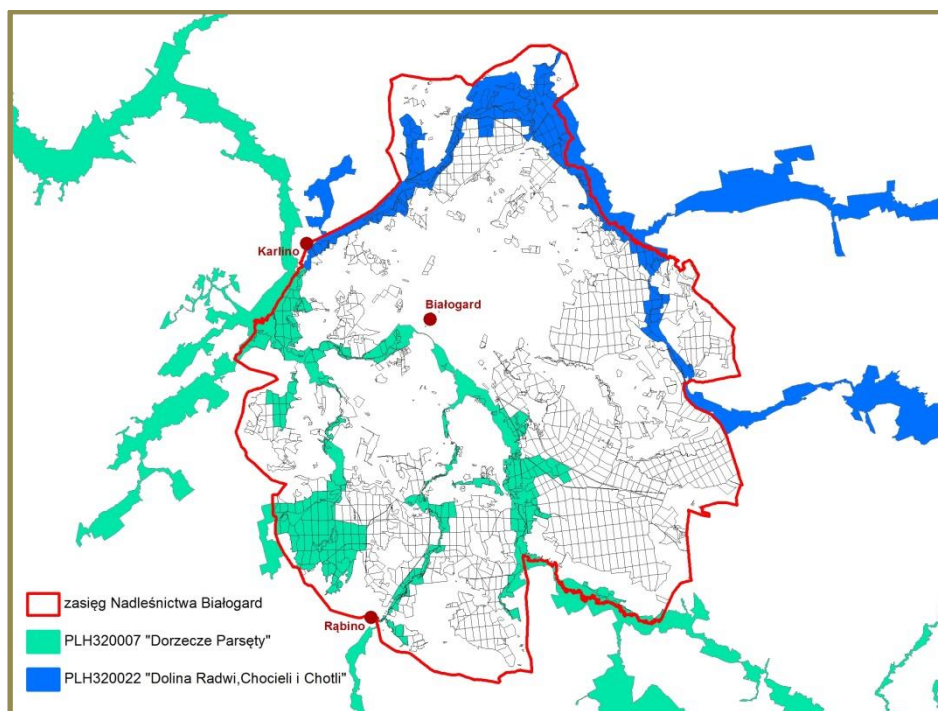 Karlino
Białogard
Rąbino
zasięg Nadleśnictwa Białogard
PLH320007 "Dorzecze Parsęty"
PLH320022 "Dolina Radwi,Chocieli i Chotli"